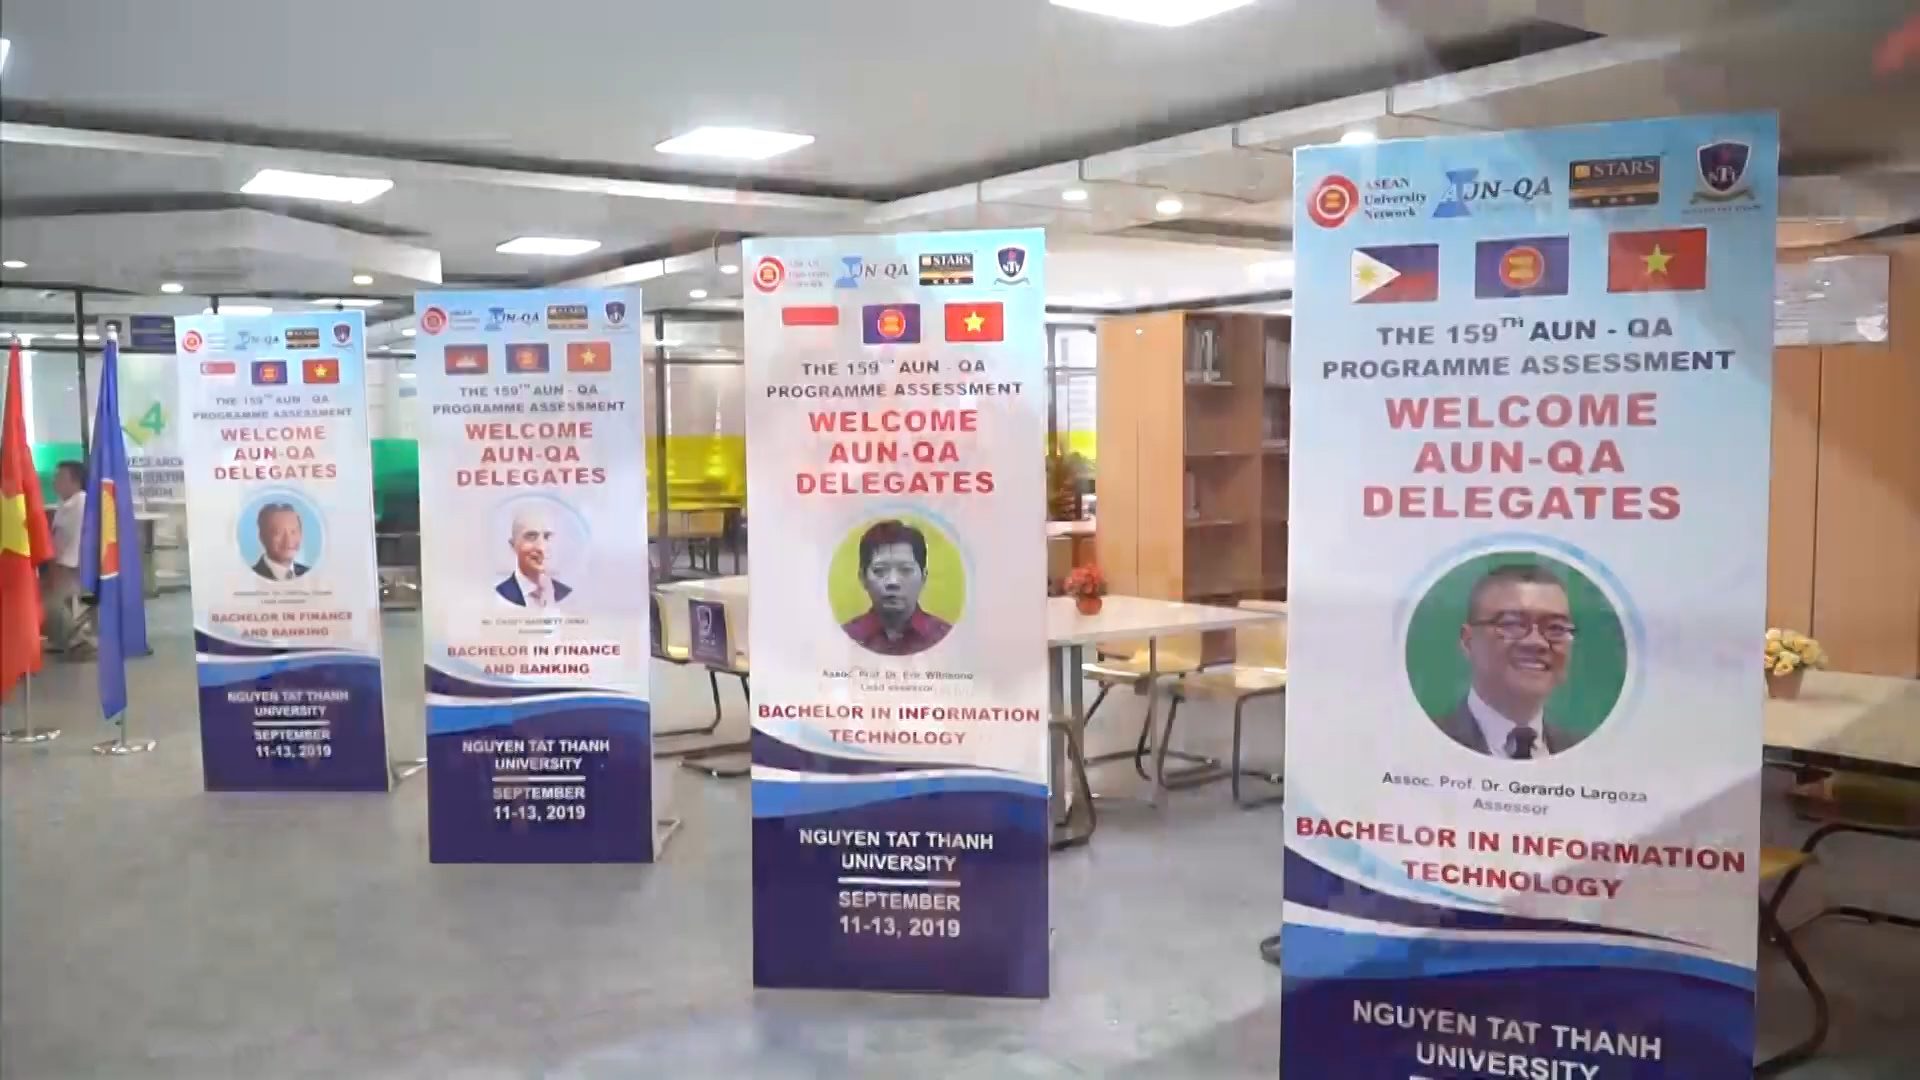 4
RESEARCH
AUN-QA
STARS
THE 159TH AUN - QA
PROGRAMME ASSESSMENT
WELCOME
AUN-QA
DELEGATES
BACHELOR IN FINANCE
AND BANKING
NGUYEN TAT THANH
UNIVERSITY
SEPTEMBER
11-13, 2019
AUN-QA
STARS
THE 159TH AUN - QA
PROGRAMME ASSESSMENT
WELCOME
AUN-QA
DELEGATES
BACHELOR IN FINANCE
AND BANKING
NGUYEN TAT THANH
UNIVERSITY
SEPTEMBER
11-13, 2019
AUN-QA
STARS
THE 159 AUN - QA
PROGRAMME ASSESSMENT
WELCOME
AUN-QA
DELEGATES
Assoc. Prof. Dr. Eric Wibisono
Lead assessor
BACHELOR IN INFORMATION
TECHNOLOGY
NGUYEN TAT THANH
UNIVERSITY
SEPTEMBER
11-13, 2019
ASEAN
University
Network
AUN-QA
STARS
NTT
THE 159TH AUN - QA
PROGRAMME ASSESSMENT
WELCOME
AUN-QA
DELEGATES
Assoc. Prof. Dr. Gerardo Largoza
Assessor
BACHELOR IN INFORMATION
TECHNOLOGY
NGUYEN TAT THANH
UNIVERSITY